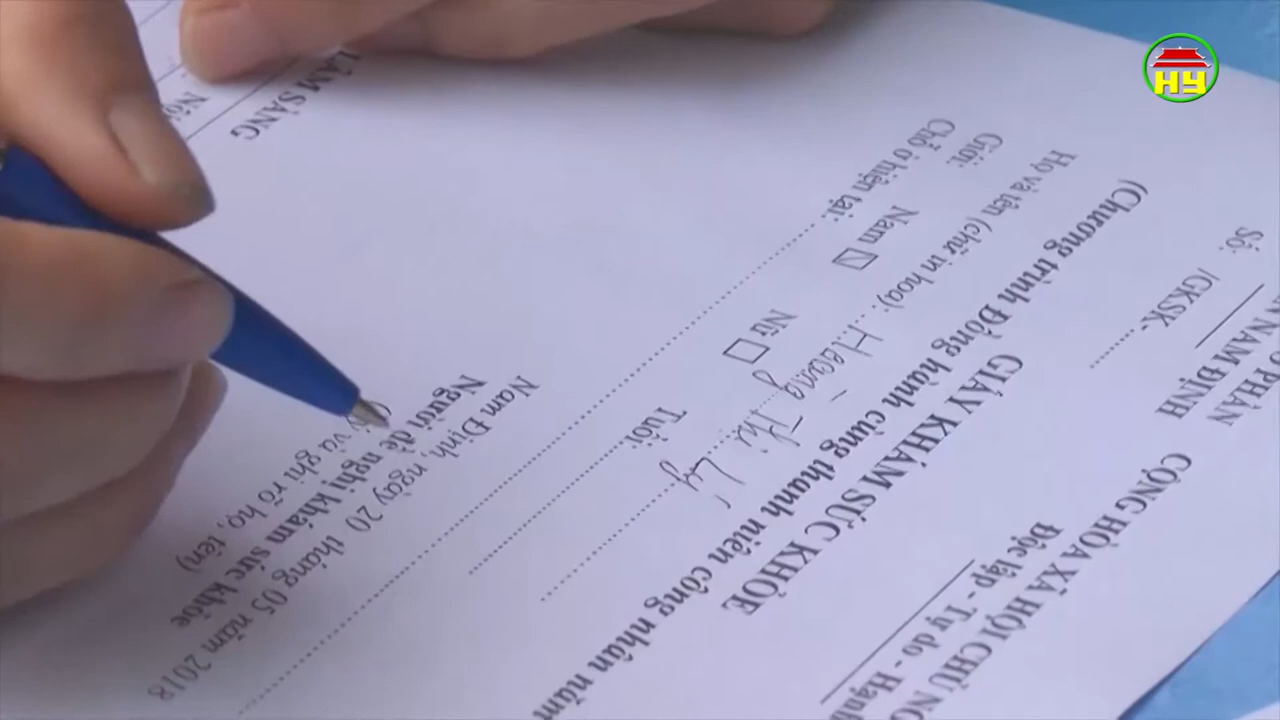 HY
CỘNG HÒA XÃ HỘI CHỦ
Độc lập - Tự do - Hạnh
PHẦN
NAM ĐỊNH
Số: /GKSK-
GIẤY KHÁM SỨC KHỎE
(Chương trình Đồng hành cùng thanh niên công nhân năm
Họ và tên (chữ in hoa): Hoàng Thị Lý
Giới: Nam ☑ Nữ ☐ Tuổi
Chỗ ở hiện tại:
Nam Định, ngày 20 tháng 05 năm 2018
Người đề nghị khám sức khỏe
và ghi rõ họ, tên)
LÂM SÀNG